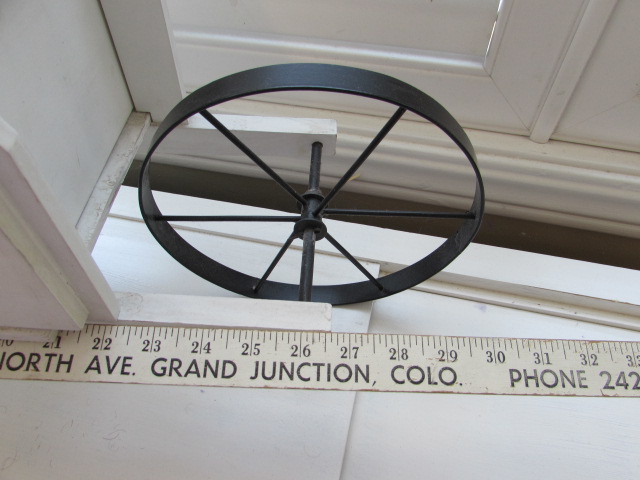 0 21 22 23 24 25 26 27 28 29 30 31 32 33
NORTH AVE. GRAND JUNCTION, COLO. PHONE 242